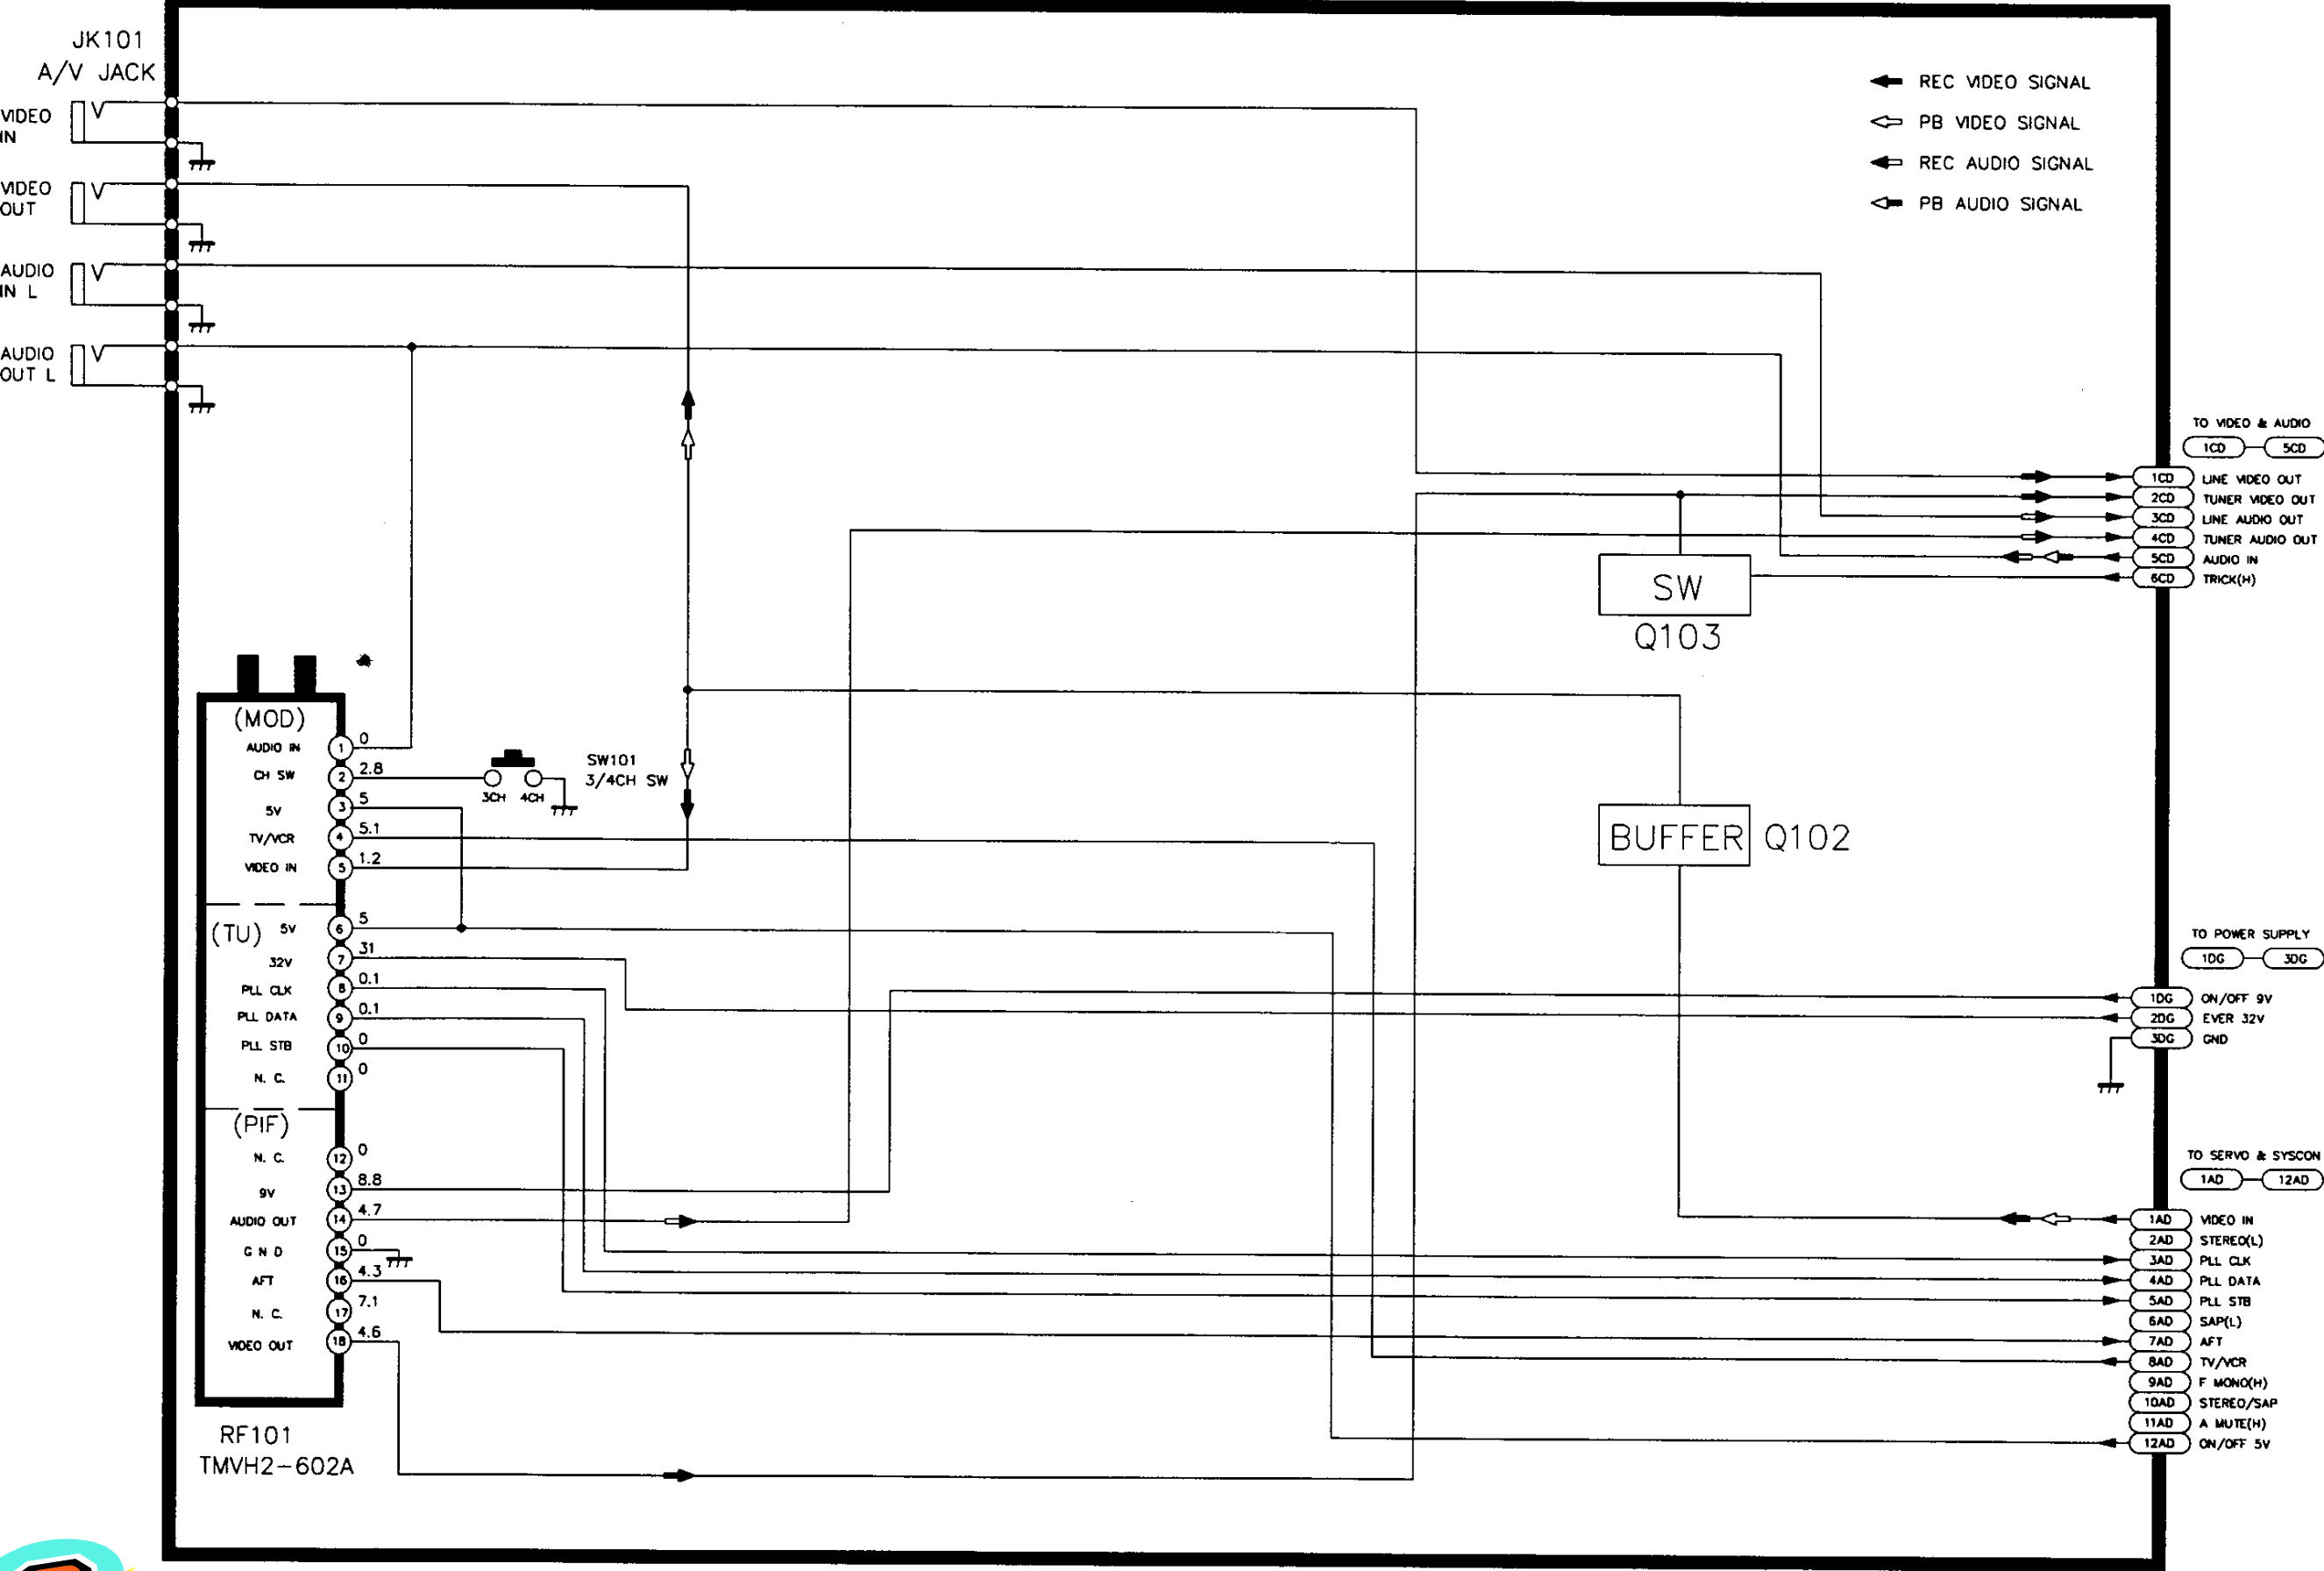 JK101
A/V JACK
VIDEO
IN
VIDEO
OUT
AUDIO
IN L
AUDIO
OUT L
REC VIDEO SIGNAL
PB VIDEO SIGNAL
REC AUDIO SIGNAL
PB AUDIO SIGNAL
TO VIDEO & AUDIO
1CD 5CD
1CD LINE VIDEO OUT
2CD TUNER VIDEO OUT
3CD LINE AUDIO OUT
4CD TUNER AUDIO OUT
5CD AUDIO IN
6CD TRICK(H)
SW
Q103
(MOD)
AUDIO IN 1 0
CH SW 2 2.8
5V 3 5
TV/VCR 4 5.1
VIDEO IN 5 1.2
SW101
3/4CH SW
3CH 4CH
BUFFER Q102
(TU) 5V 6 5
32V 7 31
PLL CLK 8 0.1
PLL DATA 9 0.1
PLL STB 10 0
N. C. 11 0
(PIF)
N. C. 12 0
9V 13 8.8
AUDIO OUT 14 4.7
G N D 15 0
AFT 16 4.3
N. C. 17 7.1
VIDEO OUT 18 4.6
RF101
TMVH2-602A
TO POWER SUPPLY
1DG 3DG
1DG ON/OFF 9V
2DG EVER 32V
3DG GND
TO SERVO & SYSCON
1AD 12AD
1AD VIDEO IN
2AD STEREO(L)
3AD PLL CLK
4AD PLL DATA
5AD PLL STB
6AD SAP(L)
7AD AFT
8AD TV/VCR
9AD F MONO(H)
10AD STEREO/SAP
11AD A MUTE(H)
12AD ON/OFF 5V